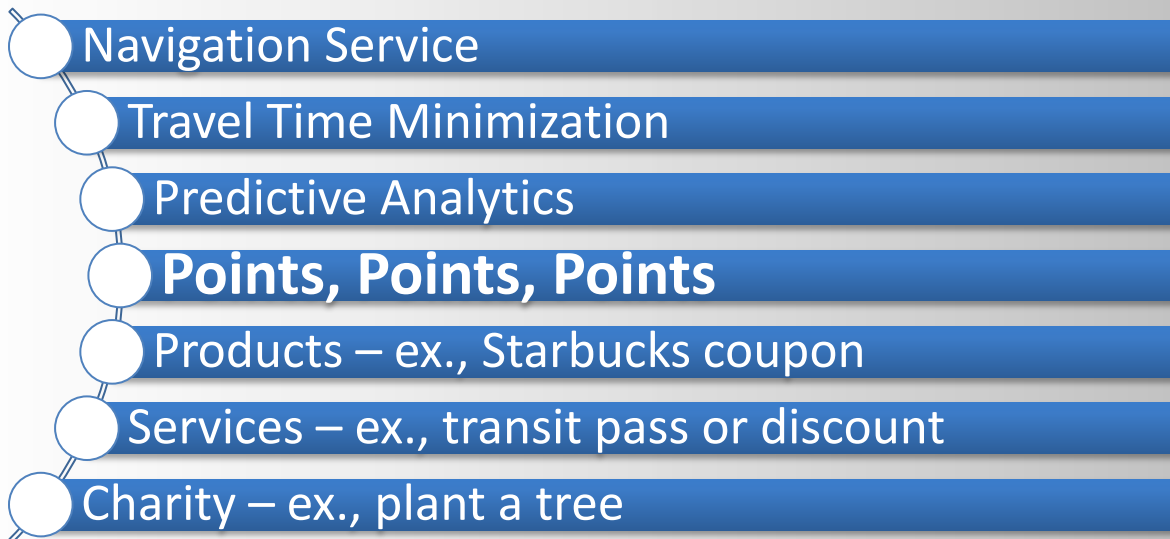 Navigation Service
Travel Time Minimization
Predictive Analytics
Points, Points, Points
Products – ex., Starbucks coupon
Services – ex., transit pass or discount
Charity – ex., plant a tree